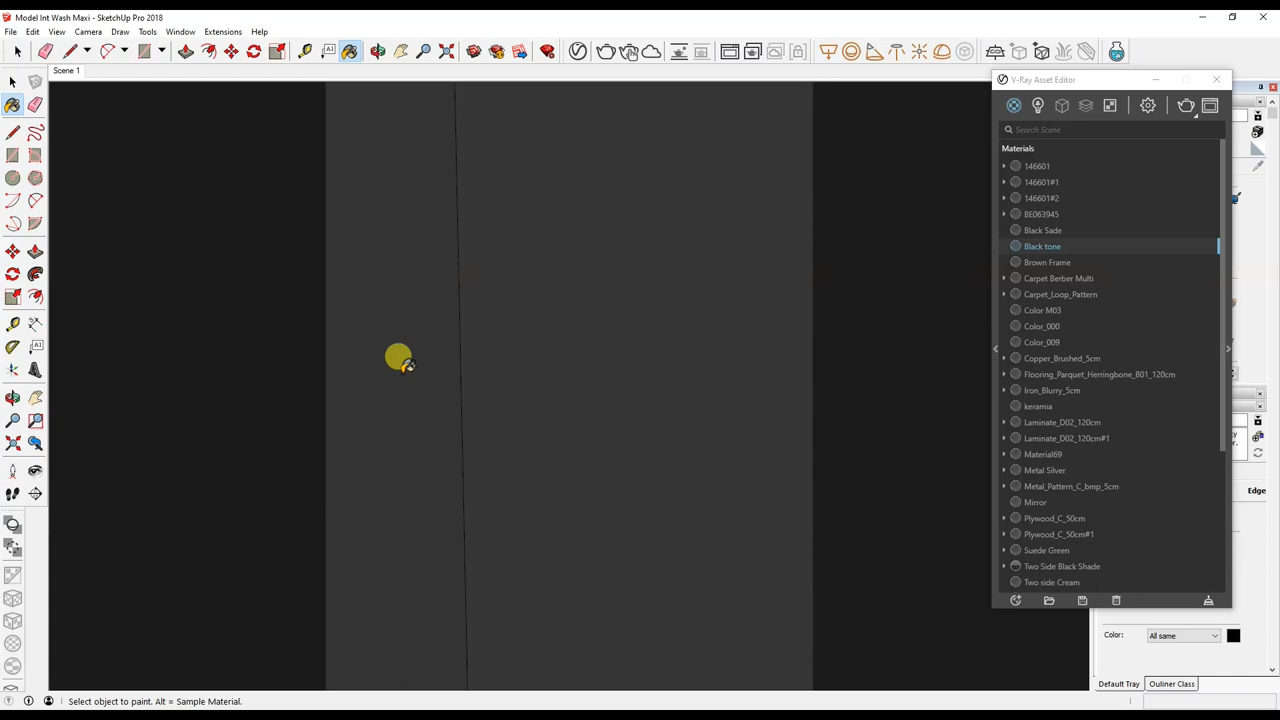 Model Int Wash Maxi - SketchUp Pro 2018
File Edit View Camera Draw Tools Window Extensions Help
Scene 1
V-Ray Asset Editor
Search Scene
Materials
146601
146601#1
146601#2
BE063945
Black Sade
Black tone
Brown Frame
Carpet Berber Multi
Carpet_Loop_Pattern
Color M03
Color_000
Color_009
Copper_Brushed_5cm
Flooring_Parquet_Herringbone_B01_120cm
Iron_Blurry_5cm
keramia
Laminate_D02_120cm
Laminate_D02_120cm#1
Material69
Metal Silver
Metal_Pattern_C_bmp_5cm
Mirror
Plywood_C_50cm
Plywood_C_50cm#1
Suede Green
Two Side Black Shade
Two side Cream
Edge
Color: All same
Default Tray Ouliner Class
Select object to paint. Alt = Sample Material.